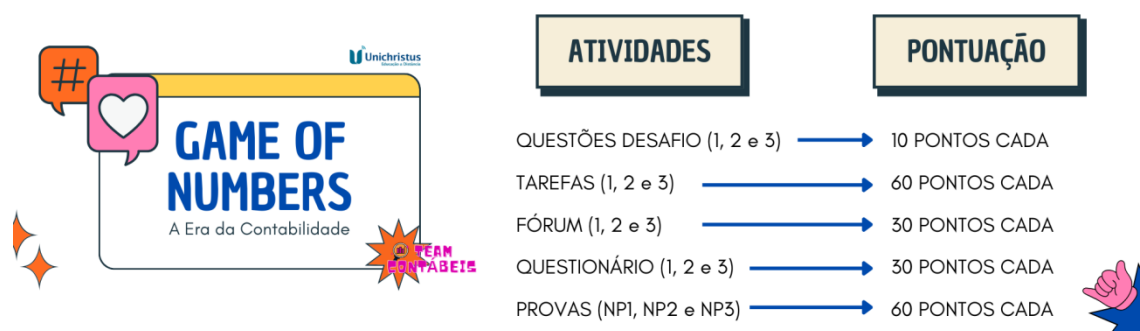 #
Unichristus
Educação a Distância
GAME OF
NUMBERS
A Era da Contabilidade
TEAM
CONTÁBEIS
ATIVIDADES
PONTUAÇÃO
QUESTÕES DESAFIO (1, 2 e 3)
10 PONTOS CADA
TAREFAS (1, 2 e 3)
60 PONTOS CADA
FÓRUM (1, 2 e 3)
30 PONTOS CADA
QUESTIONÁRIO (1, 2 e 3)
30 PONTOS CADA
PROVAS (NP1, NP2 e NP3)
60 PONTOS CADA